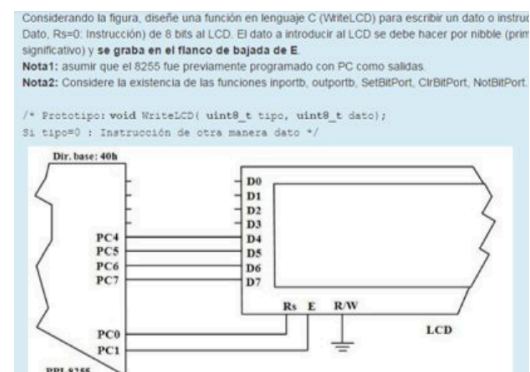 Considerando la figura, diseñe una función en lenguaje C (WriteLCD) para escribir un dato o instruc
Dato, Rs=0: Instrucción) de 8 bits al LCD. El dato a introducir al LCD se debe hacer por nibble (prim
significativo) y se graba en el flanco de bajada de E.
Nota1: asumir que el 8255 fue previamente programado con PC como salidas.
Nota2: Considere la existencia de las funciones inportb, outportb, SetBitPort, ClrBitPort, NotBitPort.
/* Prototipo: void WriteLCD( uint8_t tipo, uint8_t dato);
Si tipo=0 : Instrucción de otra manera dato */
Dir. base: 40h
D0
D1
D2
D3
PC4 D4
PC5 D5
PC6 D6
PC7 D7
Rs E R/W
LCD
PC0
PC1
PPI-8255